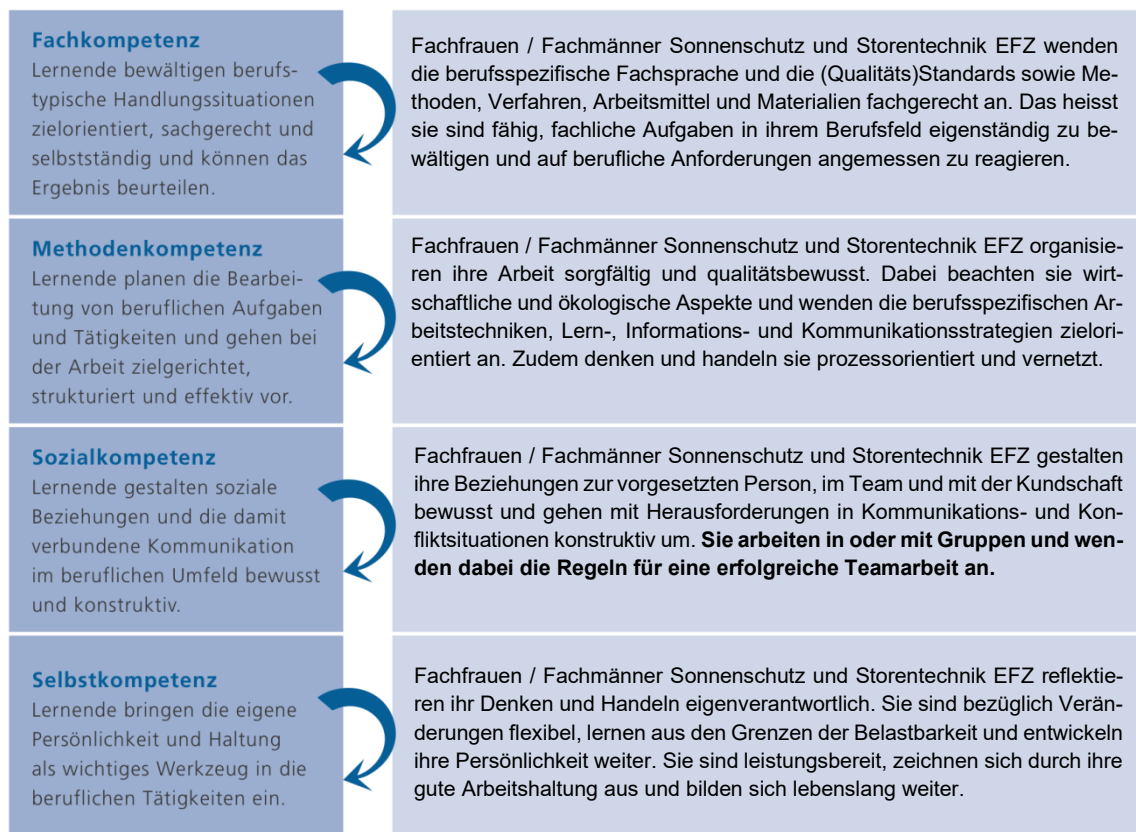 Fachkompetenz
Lernende bewältigen berufs-
typische Handlungssituationen
zielorientiert, sachgerecht und
selbstständig und können das
Ergebnis beurteilen.
Fachfrauen / Fachmänner Sonnenschutz und Storentechnik EFZ wenden
die berufsspezifische Fachsprache und die (Qualitäts)Standards sowie Me-
thoden, Verfahren, Arbeitsmittel und Materialien fachgerecht an. Das heisst
sie sind fähig, fachliche Aufgaben in ihrem Berufsfeld eigenständig zu be-
wältigen und auf berufliche Anforderungen angemessen zu reagieren.
Methodenkompetenz
Lernende planen die Bearbei-
tung von beruflichen Aufgaben
und Tätigkeiten und gehen bei
der Arbeit zielgerichtet,
strukturiert und effektiv vor.
Fachfrauen / Fachmänner Sonnenschutz und Storentechnik EFZ organisie-
ren ihre Arbeit sorgfältig und qualitätsbewusst. Dabei beachten sie wirt-
schaftliche und ökologische Aspekte und wenden die berufsspezifischen Ar-
beitstechniken, Lern-, Informations- und Kommunikationsstrategien zielori-
entiert an. Zudem denken und handeln sie prozessorientiert und vernetzt.
Sozialkompetenz
Lernende gestalten soziale
Beziehungen und die damit
verbundene Kommunikation
im beruflichen Umfeld bewusst
und konstruktiv.
Fachfrauen / Fachmänner Sonnenschutz und Storentechnik EFZ gestalten
ihre Beziehungen zur vorgesetzten Person, im Team und mit der Kundschaft
bewusst und gehen mit Herausforderungen in Kommunikations- und Kon-
fliktsituationen konstruktiv um. Sie arbeiten in oder mit Gruppen und wen-
den dabei die Regeln für eine erfolgreiche Teamarbeit an.
Selbstkompetenz
Lernende bringen die eigene
Persönlichkeit und Haltung
als wichtiges Werkzeug in die
beruflichen Tätigkeiten ein.
Fachfrauen / Fachmänner Sonnenschutz und Storentechnik EFZ reflektie-
ren ihr Denken und Handeln eigenverantwortlich. Sie sind bezüglich Verän-
derungen flexibel, lernen aus den Grenzen der Belastbarkeit und entwickeln
ihre Persönlichkeit weiter. Sie sind leistungsbereit, zeichnen sich durch ihre
gute Arbeitshaltung aus und bilden sich lebenslang weiter.